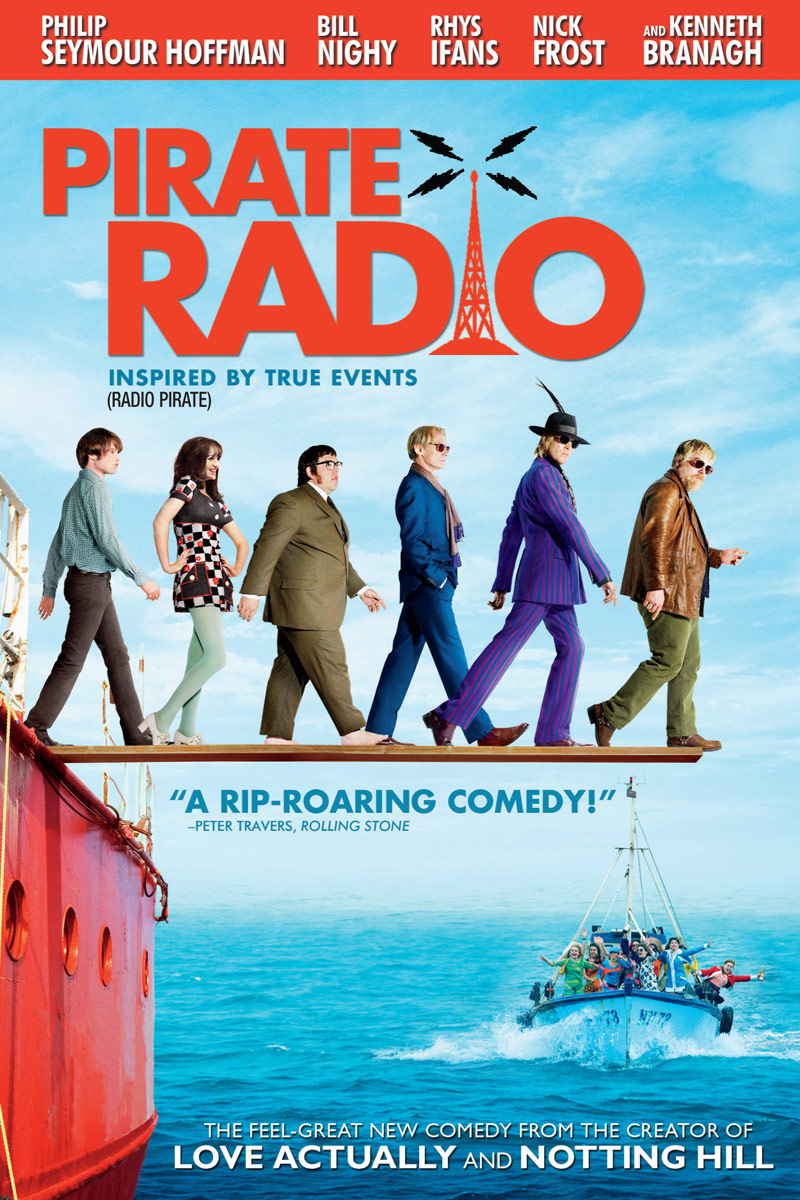 PHILIP SEYMOUR HOFFMAN
BILL NIGHY
RHYS IFANS
NICK FROST
AND KENNETH BRANAGH
PIRATE
RADIO
INSPIRED BY TRUE EVENTS
(RADIO PIRATE)
“A RIP-ROARING COMEDY!”
–PETER TRAVERS, ROLLING STONE
THE FEEL-GREAT NEW COMEDY FROM THE CREATOR OF
LOVE ACTUALLY AND NOTTING HILL